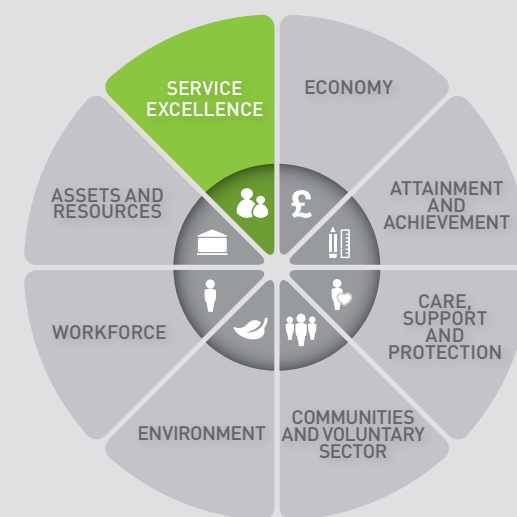 SERVICE
EXCELLENCE
ECONOMY
ATTAINMENT
AND
ACHIEVEMENT
CARE,
SUPPORT
AND
PROTECTION
COMMUNITIES
AND VOLUNTARY
SECTOR
ENVIRONMENT
WORKFORCE
ASSETS AND
RESOURCES
£